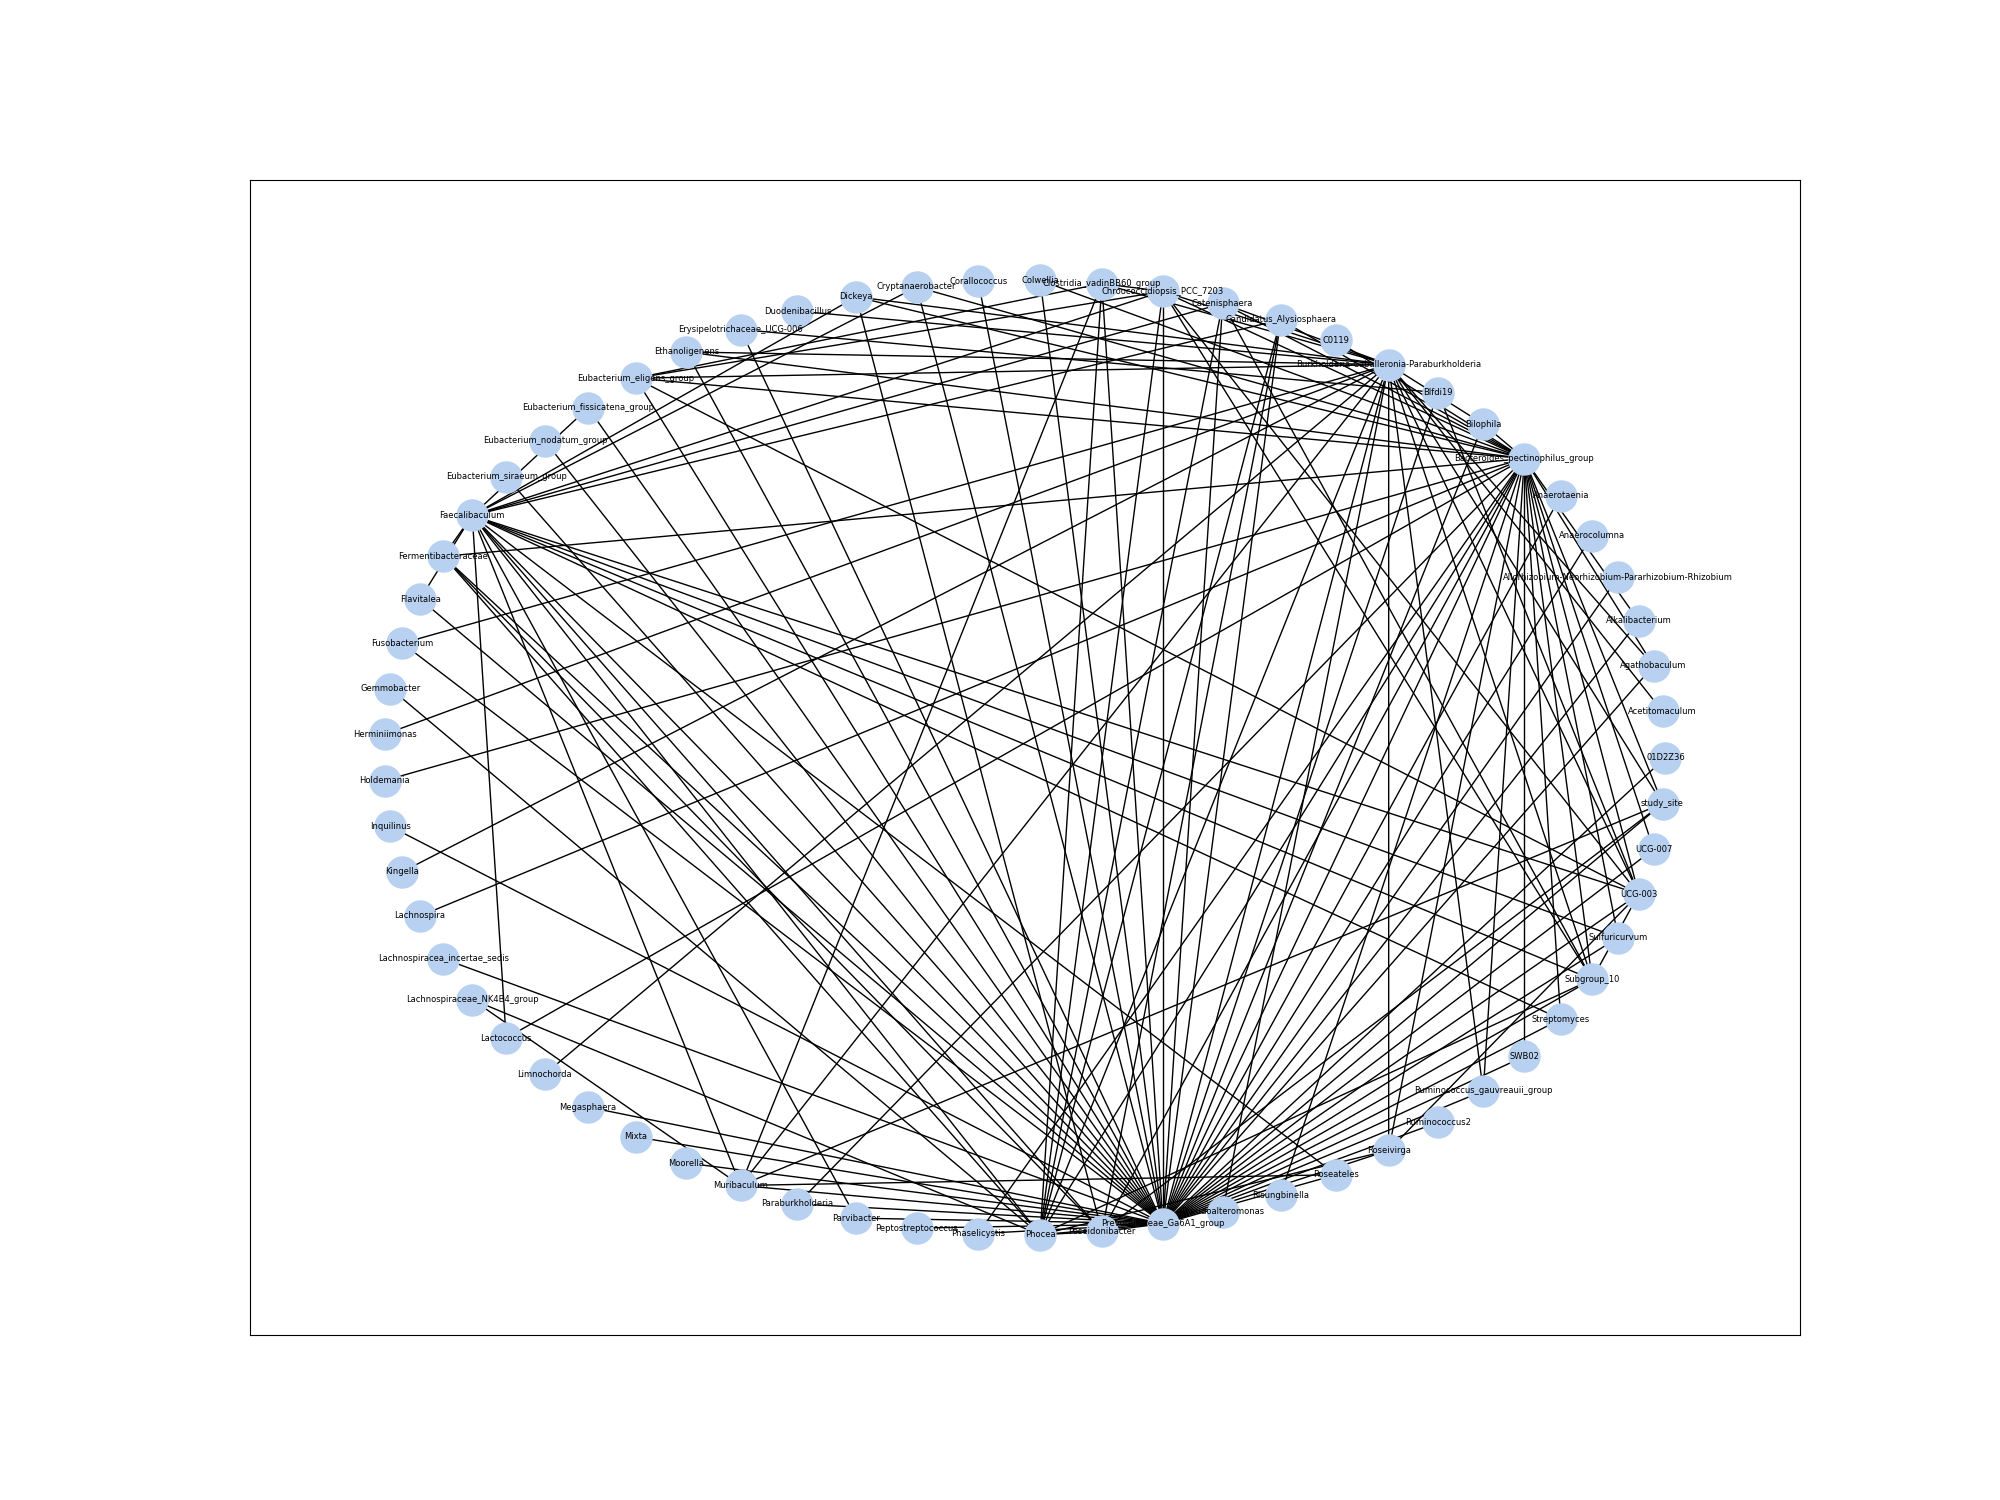 Colwellia
Corallococcus
Clostridia_vadinBB60_group
Cryptanaerobacter
Chroococcidiopsis_PCC_7203
Dickeya
Catenisphaera
Duodenibacillus
Candidatus_Alysiosphaera
Erysipelotrichaceae_UCG-006
C0119
Ethanoligenens
Burkholderia-Caballeronia-Paraburkholderia
Eubacterium_eligens_group
Blfdi19
Eubacterium_fissicatena_group
Bilophila
Eubacterium_nodatum_group
Bacteroides_pectinophilus_group
Eubacterium_siraeum_group
Anaerotaenia
Faecalibaculum
Anaerocolumna
Fermentibacteraceae
Allorhizobium-Neorhizobium-Pararhizobium-Rhizobium
Flavitalea
Alkalibacterium
Fusobacterium
Agathobaculum
Gemmobacter
Acetitomaculum
Herminiimonas
01D2Z36
Holdemania
study_site
Inquilinus
UCG-007
Kingella
UCG-003
Lachnospira
Sulfuricurvum
Lachnospiracea_incertae_sedis
Subgroup_10
Lachnospiraceae_NK4B4_group
Streptomyces
Lactococcus
SWB02
Limnochorda
Ruminococcus_gauvreauii_group
Megasphaera
Ruminococcus2
Mixta
Roseivirga
Moorella
Roseateles
Muribaculum
Risungbinella
Paraburkholderia
Pseudoalteromonas
Parvibacter
Prevotellaceae_Ga6A1_group
Peptostreptococcus
Poseidonibacter
Phaselicystis
Phocea